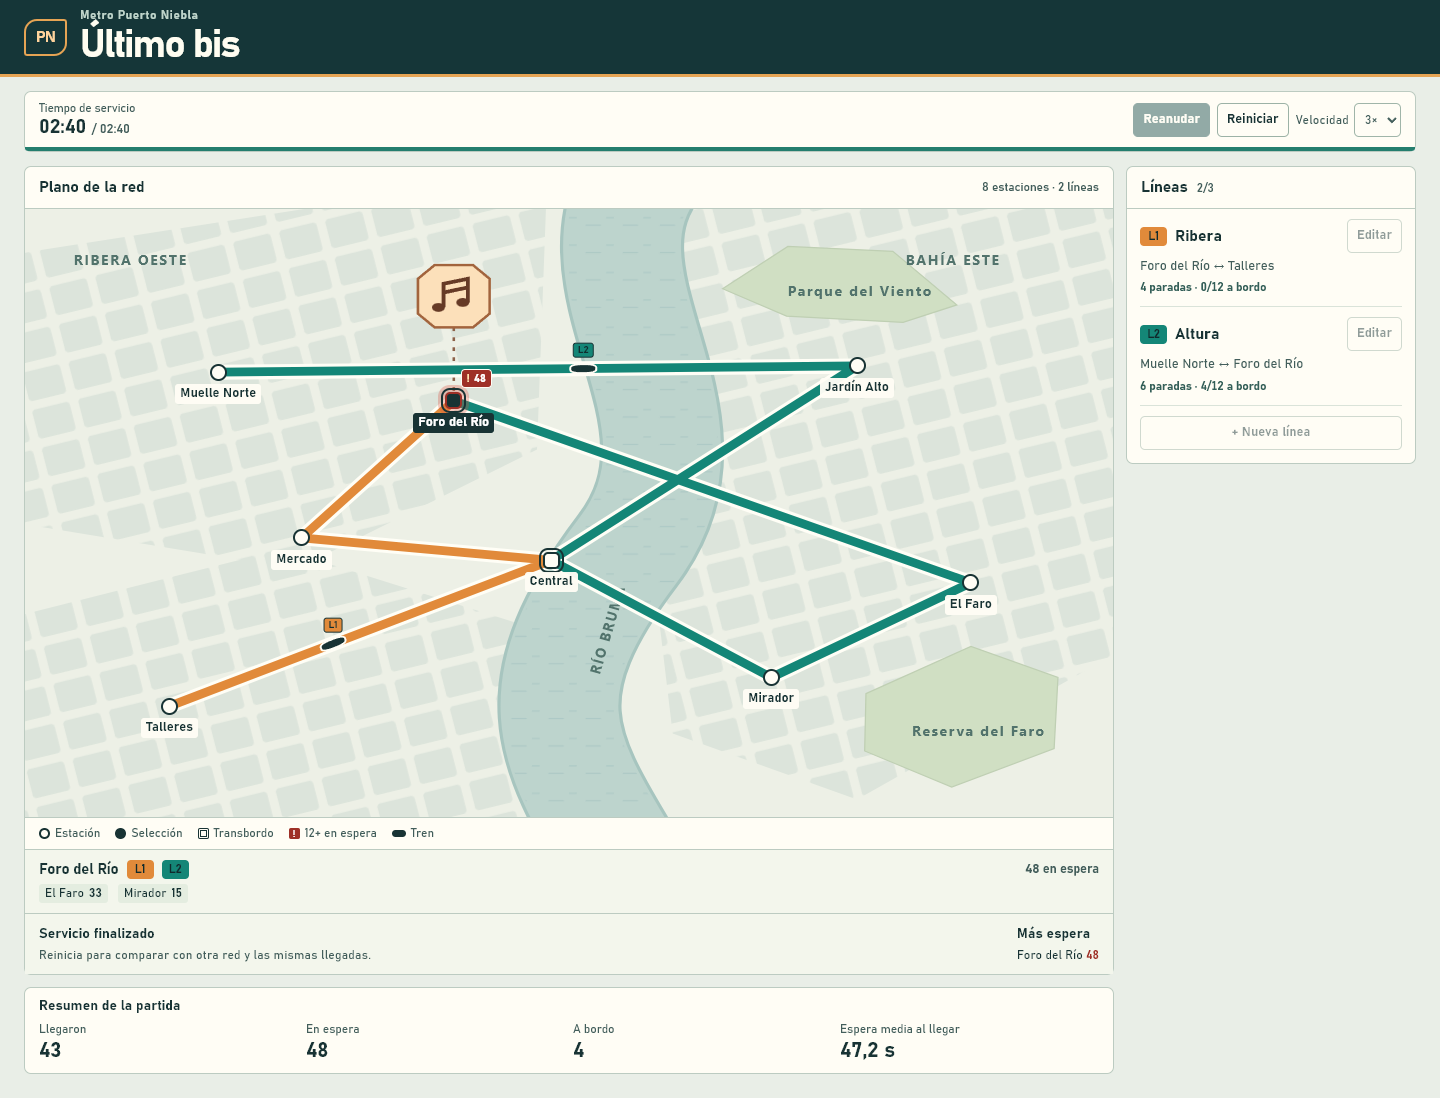 PN
Metro Puerto Niebla
Último bis
Tiempo de servicio
02:40 / 02:40
Reanudar
Reiniciar
Velocidad
3×
Plano de la red
8 estaciones · 2 líneas
RIBERA OESTE
BAHÍA ESTE
Parque del Viento
L2
! 48
Muelle Norte
Jardín Alto
Foro del Río
Mercado
Central
El Faro
RÍO
L1
Mirador
Talleres
Reserva del Faro
Estación
Selección
Transbordo
! 12+ en espera
Tren
Foro del Río L1 L2
48 en espera
El Faro 33
Mirador 15
Servicio finalizado
Reinicia para comparar con otra red y las mismas llegadas.
Más espera
Foro del Río 48
Resumen de la partida
Llegaron
43
En espera
48
A bordo
4
Espera media al llegar
47,2 s
Líneas 2/3
L1 Ribera
Editar
Foro del Río ↔ Talleres
4 paradas · 0/12 a bordo
L2 Altura
Editar
Muelle Norte ↔ Foro del Río
6 paradas · 4/12 a bordo
+ Nueva línea